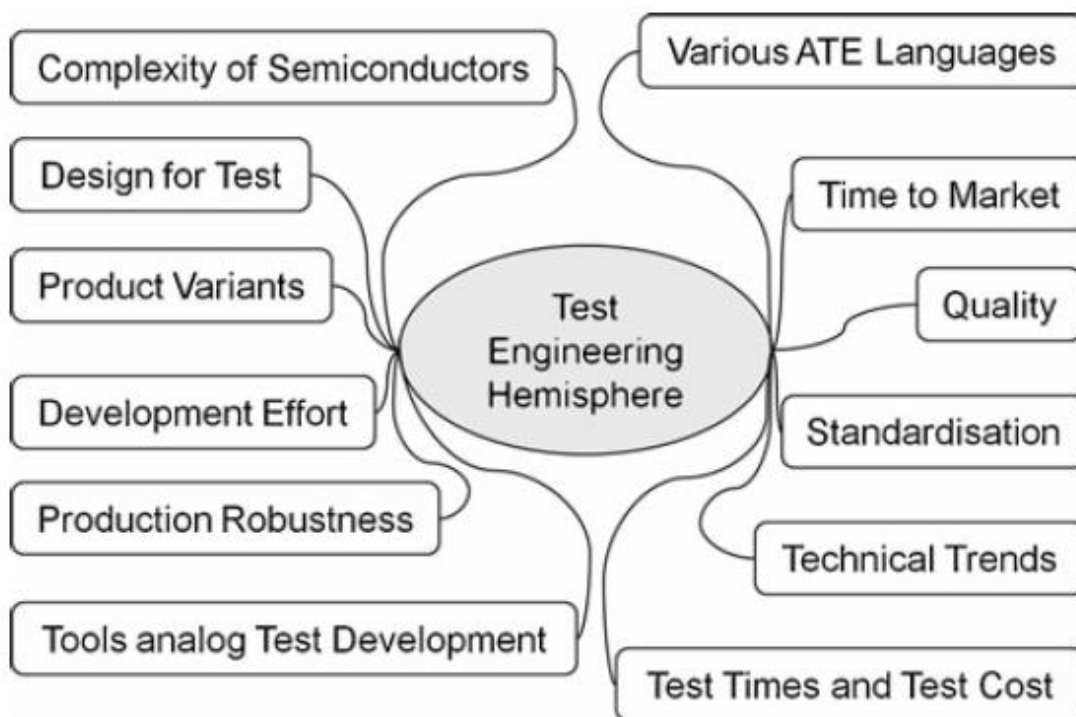 Complexity of Semiconductors
Design for Test
Product Variants
Development Effort
Production Robustness
Tools analog Test Development
Test
Engineering
Hemisphere
Various ATE Languages
Time to Market
Quality
Standardisation
Technical Trends
Test Times and Test Cost